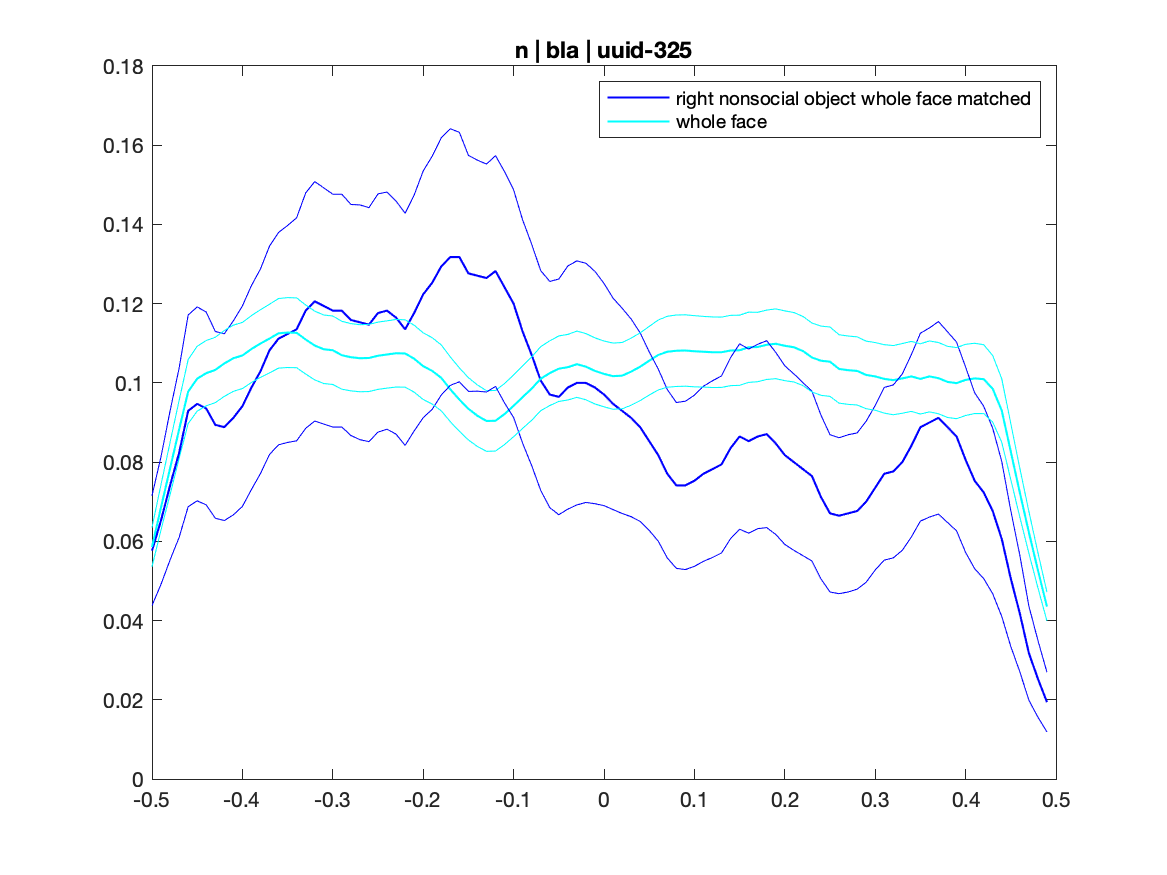 n | bla | uuid-325
right nonsocial object whole face matched
whole face
0.18
0.16
0.14
0.12
0.1
0.08
0.06
0.04
0.02
0
-0.5 -0.4 -0.3 -0.2 -0.1 0 0.1 0.2 0.3 0.4 0.5